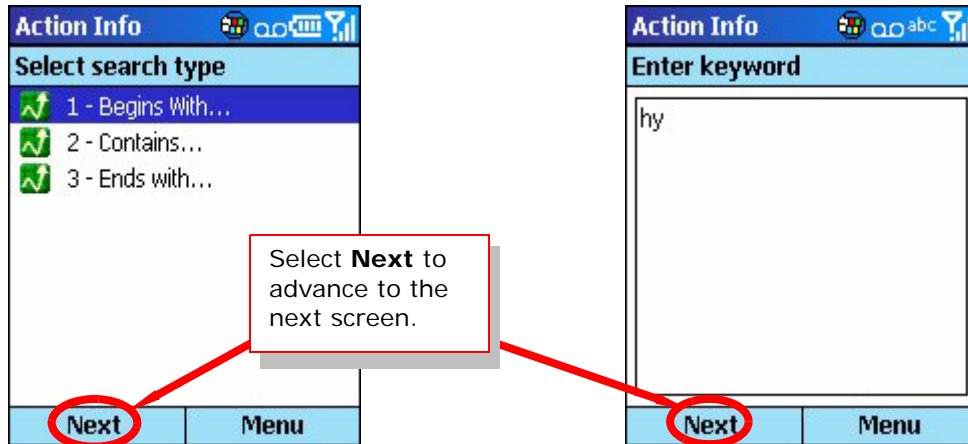 Action Info
Select search type
1 - Begins With...
2 - Contains...
3 - Ends with...
Select Next to
advance to the
next screen.
Next Menu
Action Info abc
Enter keyword
hy
Next Menu